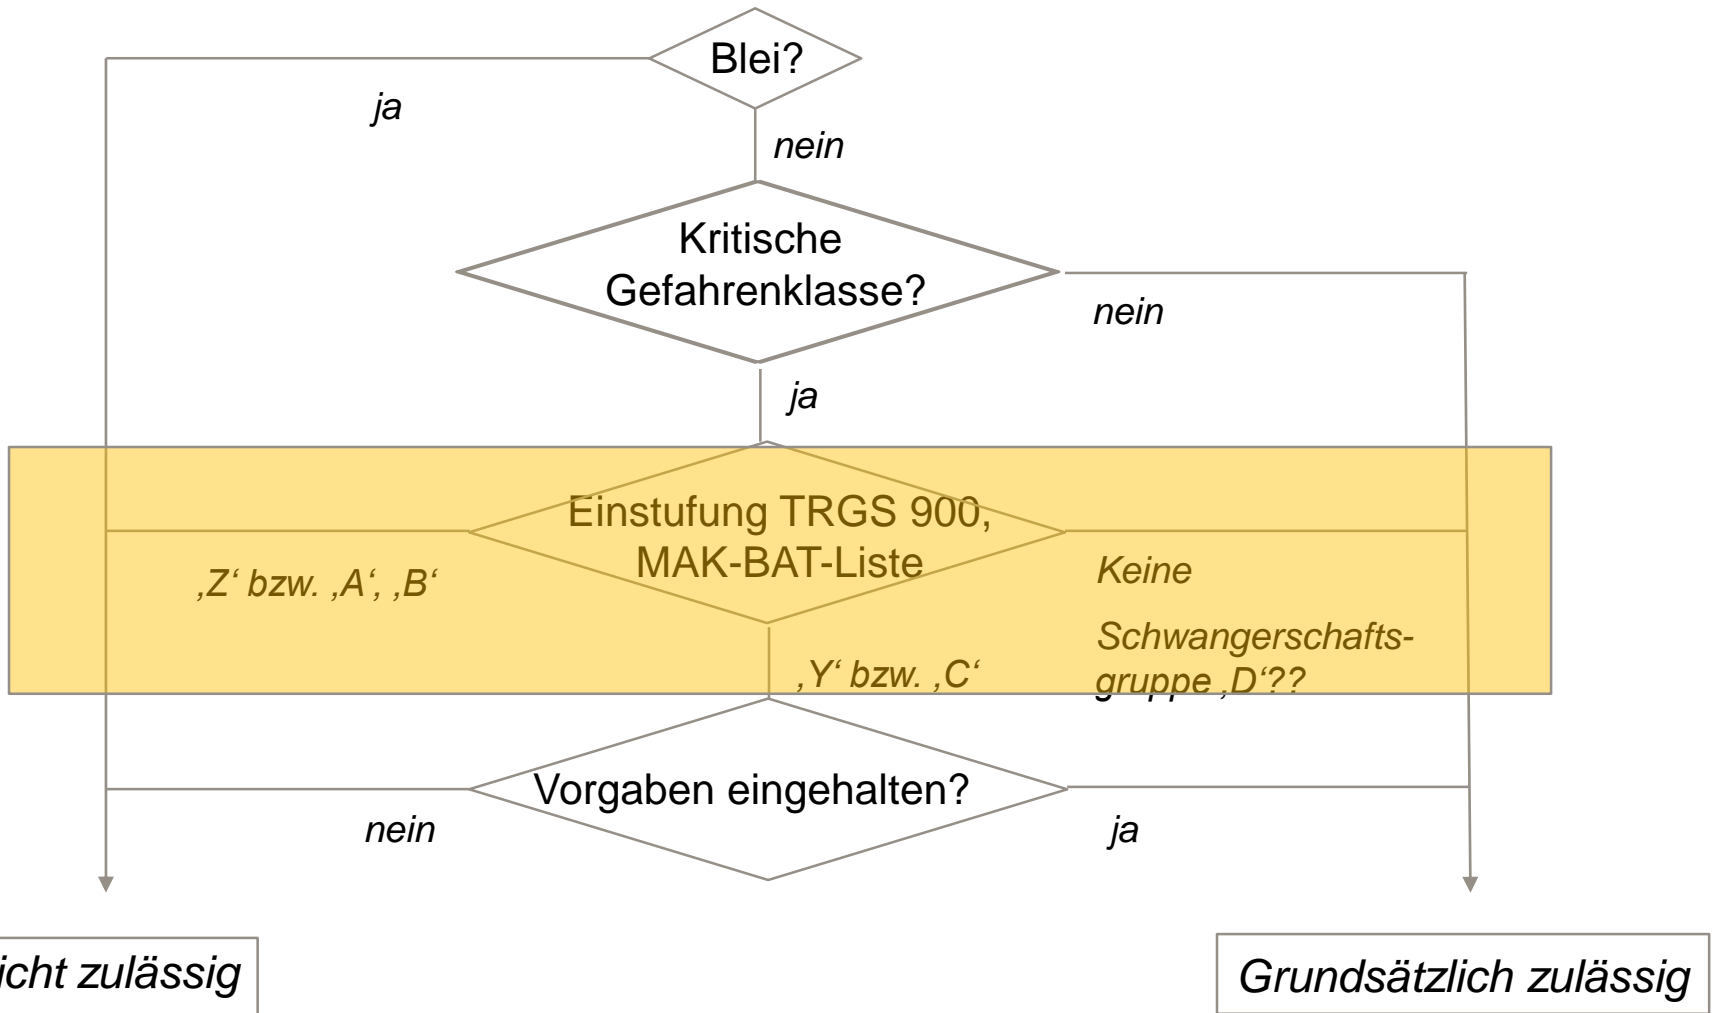 Blei?
ja
nein
Kritische
Gefahrenklasse?
nein
ja
Einstufung TRGS 900,
MAK-BAT-Liste
‚Z‘ bzw. ‚A‘, ‚B‘
Keine
Schwangerschafts-
gruppe ‚D‘??
‚Y‘ bzw. ‚C‘
Vorgaben eingehalten?
nein
ja
icht zulässig
Grundsätzlich zulässig